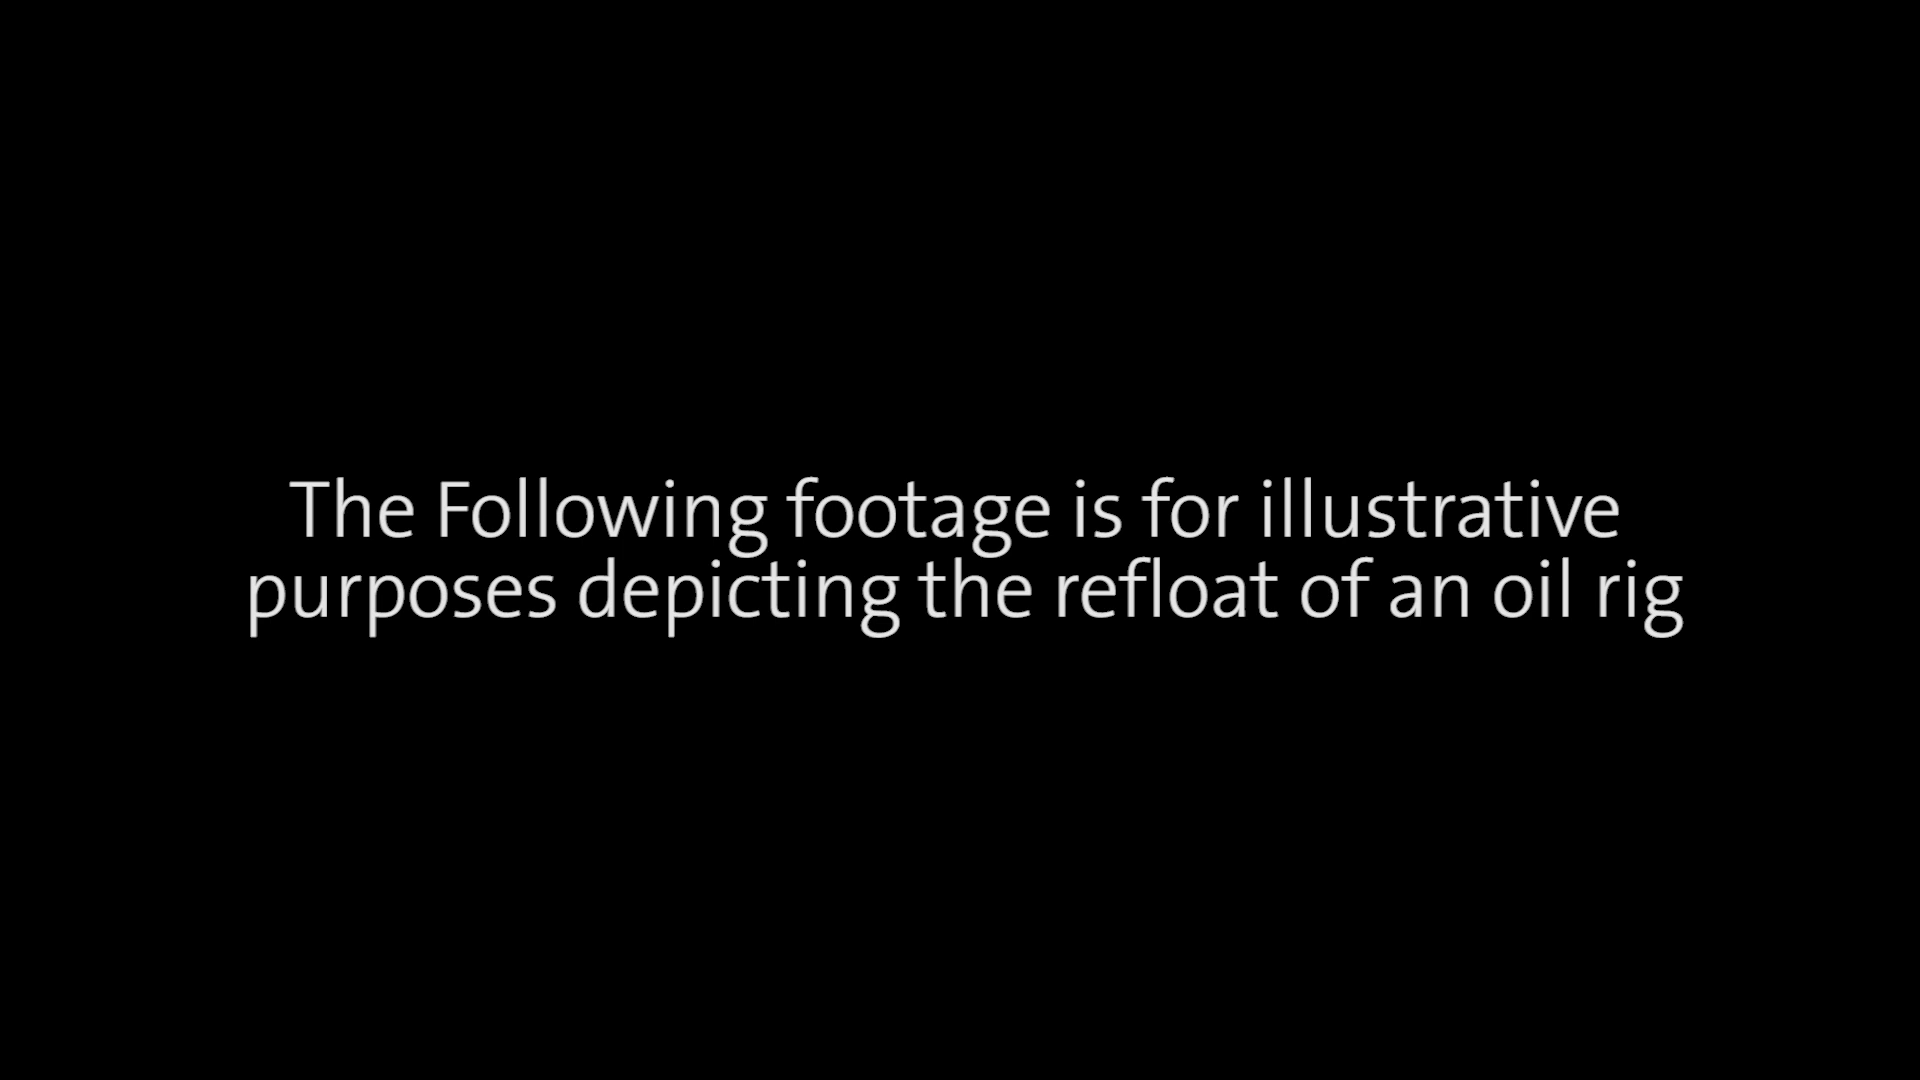 The Following footage is for illustrative
purposes depicting the refloat of an oil rig